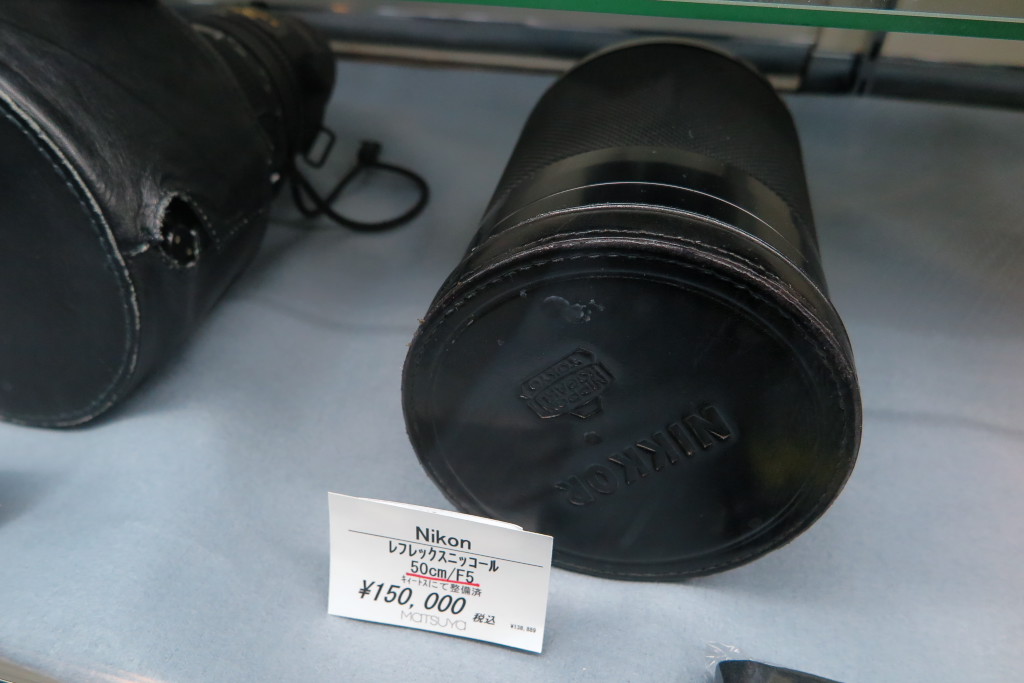 NIKKOR
Nikon
レフレックスニッコール
50cm/F5
キィートスにて整備済
¥150,000 税込
MATSUYA